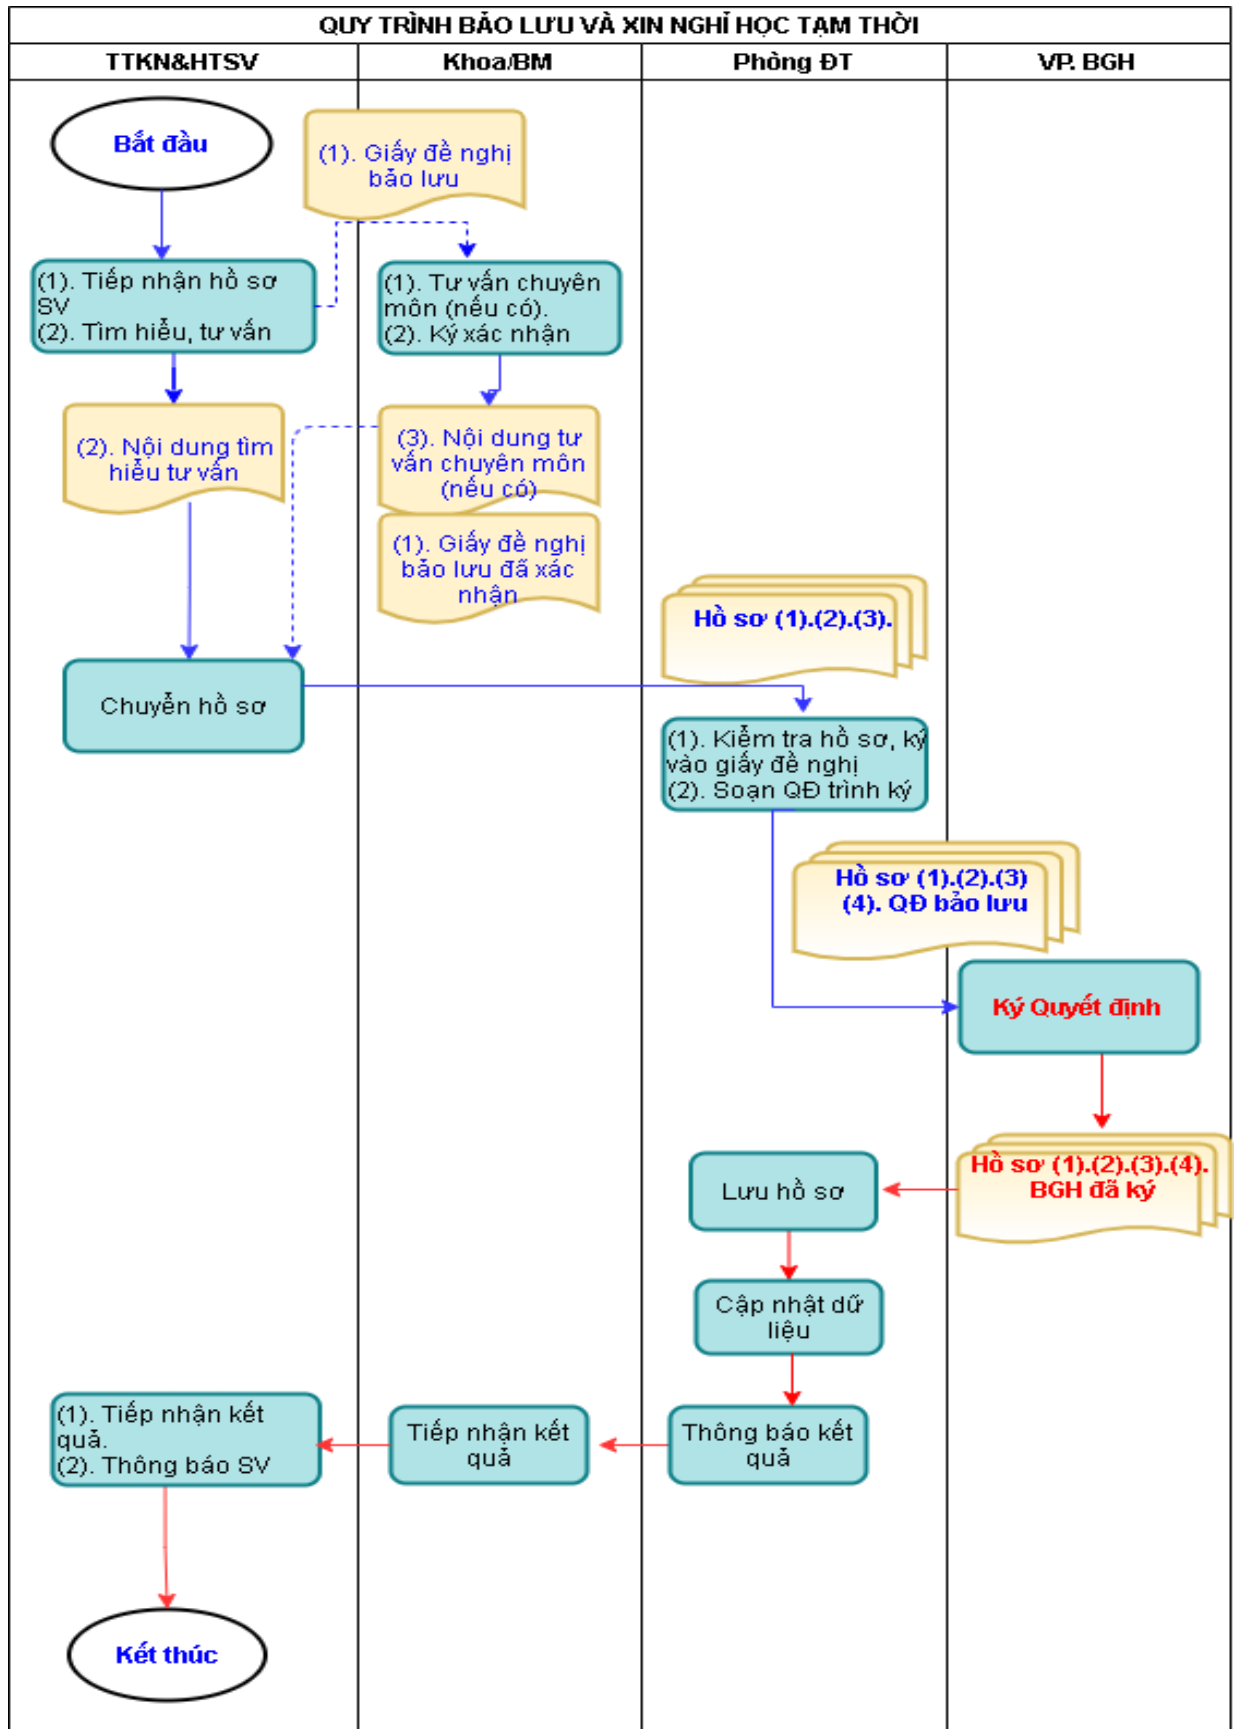 QUY TRÌNH BẢO LƯU VÀ XIN NGHỈ HỌC TẠM THỜI
TTKN&HTSV
Khoa/BM
Phòng ĐT
VP. BGH
Bắt đầu
(1). Giấy đề nghị
bảo lưu
(1). Tiếp nhận hồ sơ
SV
(2). Tìm hiểu, tư vấn
(1). Tư vấn chuyên
môn (nếu có).
(2). Ký xác nhận
(2). Nội dung tìm
hiểu tư vấn
(3). Nội dung tư
vấn chuyên môn
(nếu có)
(1). Giấy đề nghị
bảo lưu đã xác
nhận
Hồ sơ (1).(2).(3).
Chuyển hồ sơ
(1). Kiểm tra hồ sơ, ký
vào giấy đề nghị
(2). Soạn QĐ trình ký
Hồ sơ (1).(2).(3)
(4). QĐ bảo lưu
Ký Quyết định
Hồ sơ (1).(2).(3).(4).
BGH đã ký
Lưu hồ sơ
Cập nhật dữ
liệu
(1). Tiếp nhận kết
quả.
(2). Thông báo SV
Tiếp nhận kết
quả
Thông báo kết
quả
Kết thúc